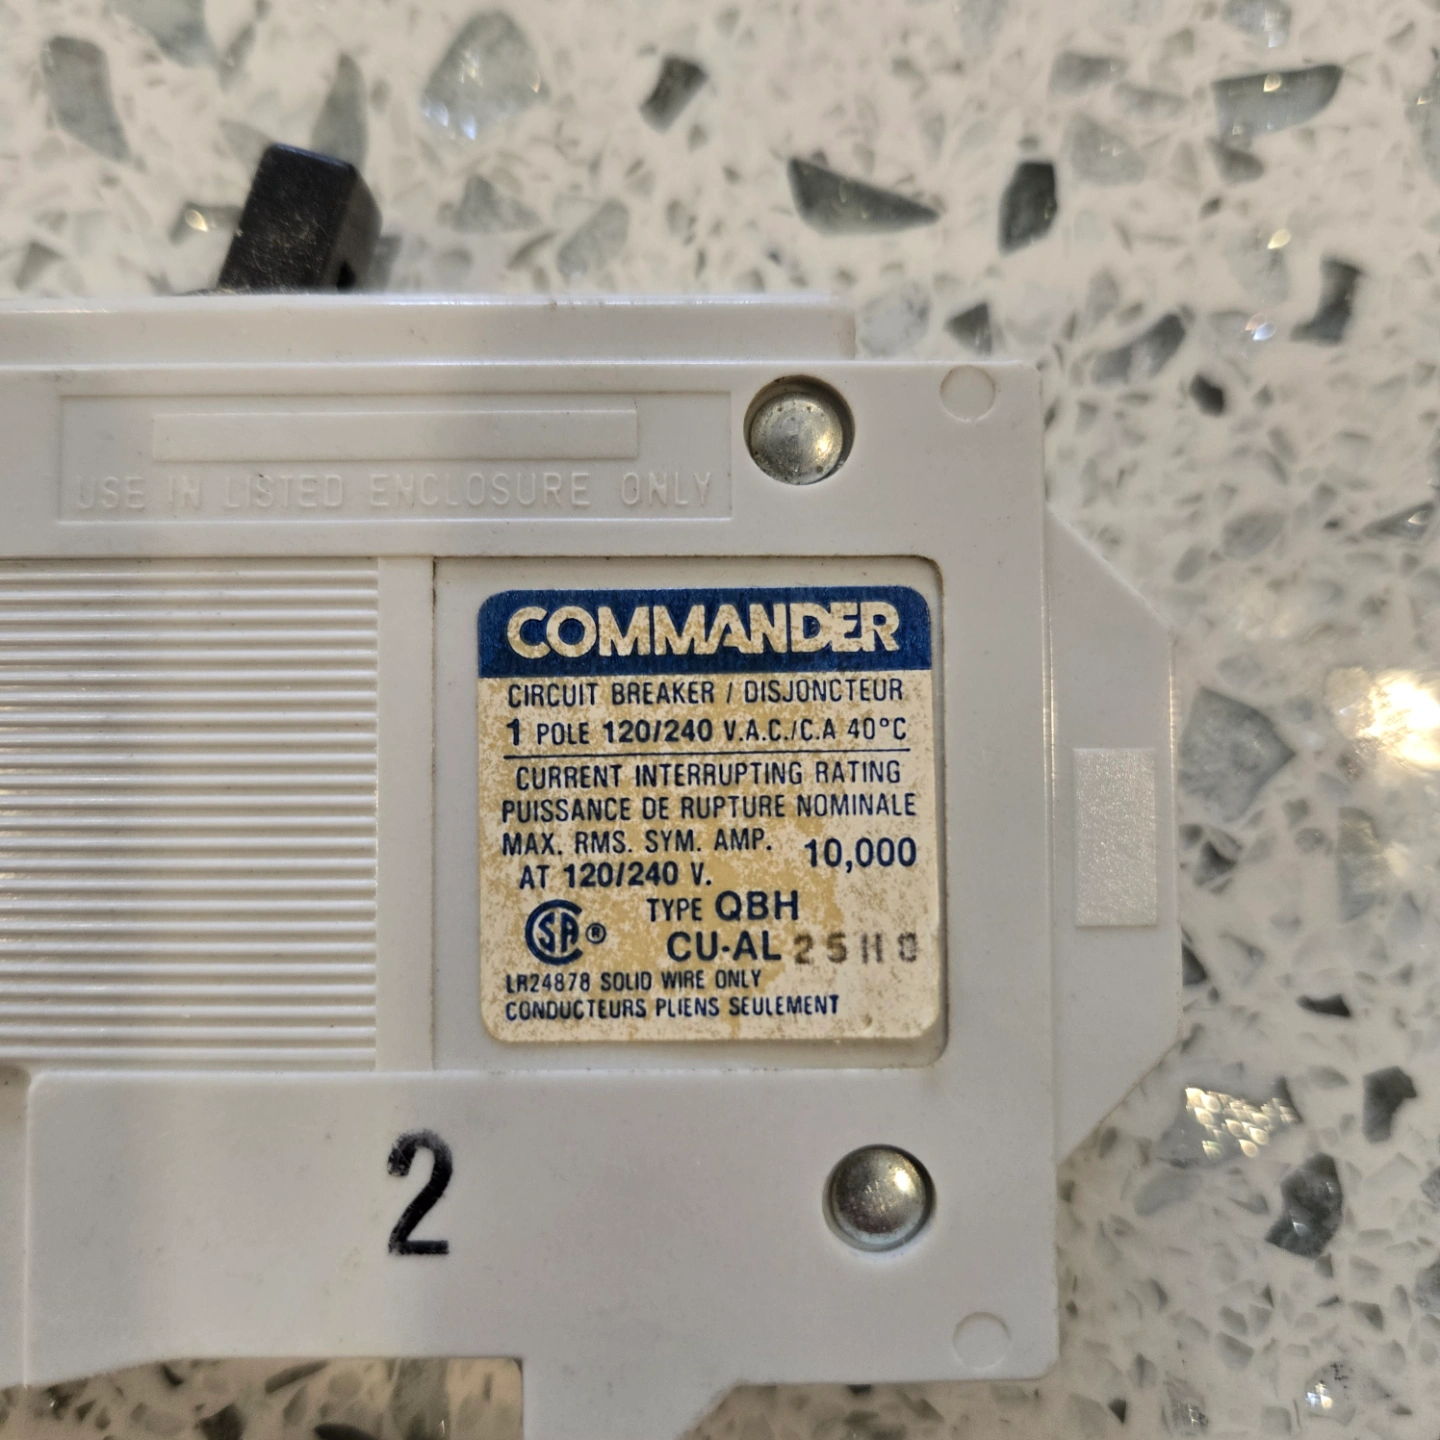 USE IN LISTED ENCLOSURE ONLY
COMMANDER
CIRCUIT BREAKER / DISJONCTEUR
1 POLE 120/240 V.A.C./C.A 40°C
CURRENT INTERRUPTING RATING
PUISSANCE DE RUPTURE NOMINALE
MAX. RMS. SYM. AMP. 10,000
AT 120/240 V.
TYPE QBH
CSA ®
CU-AL
LR24878 SOLID WIRE ONLY
CONDUCTEURS PLIENS SEULEMENT
2